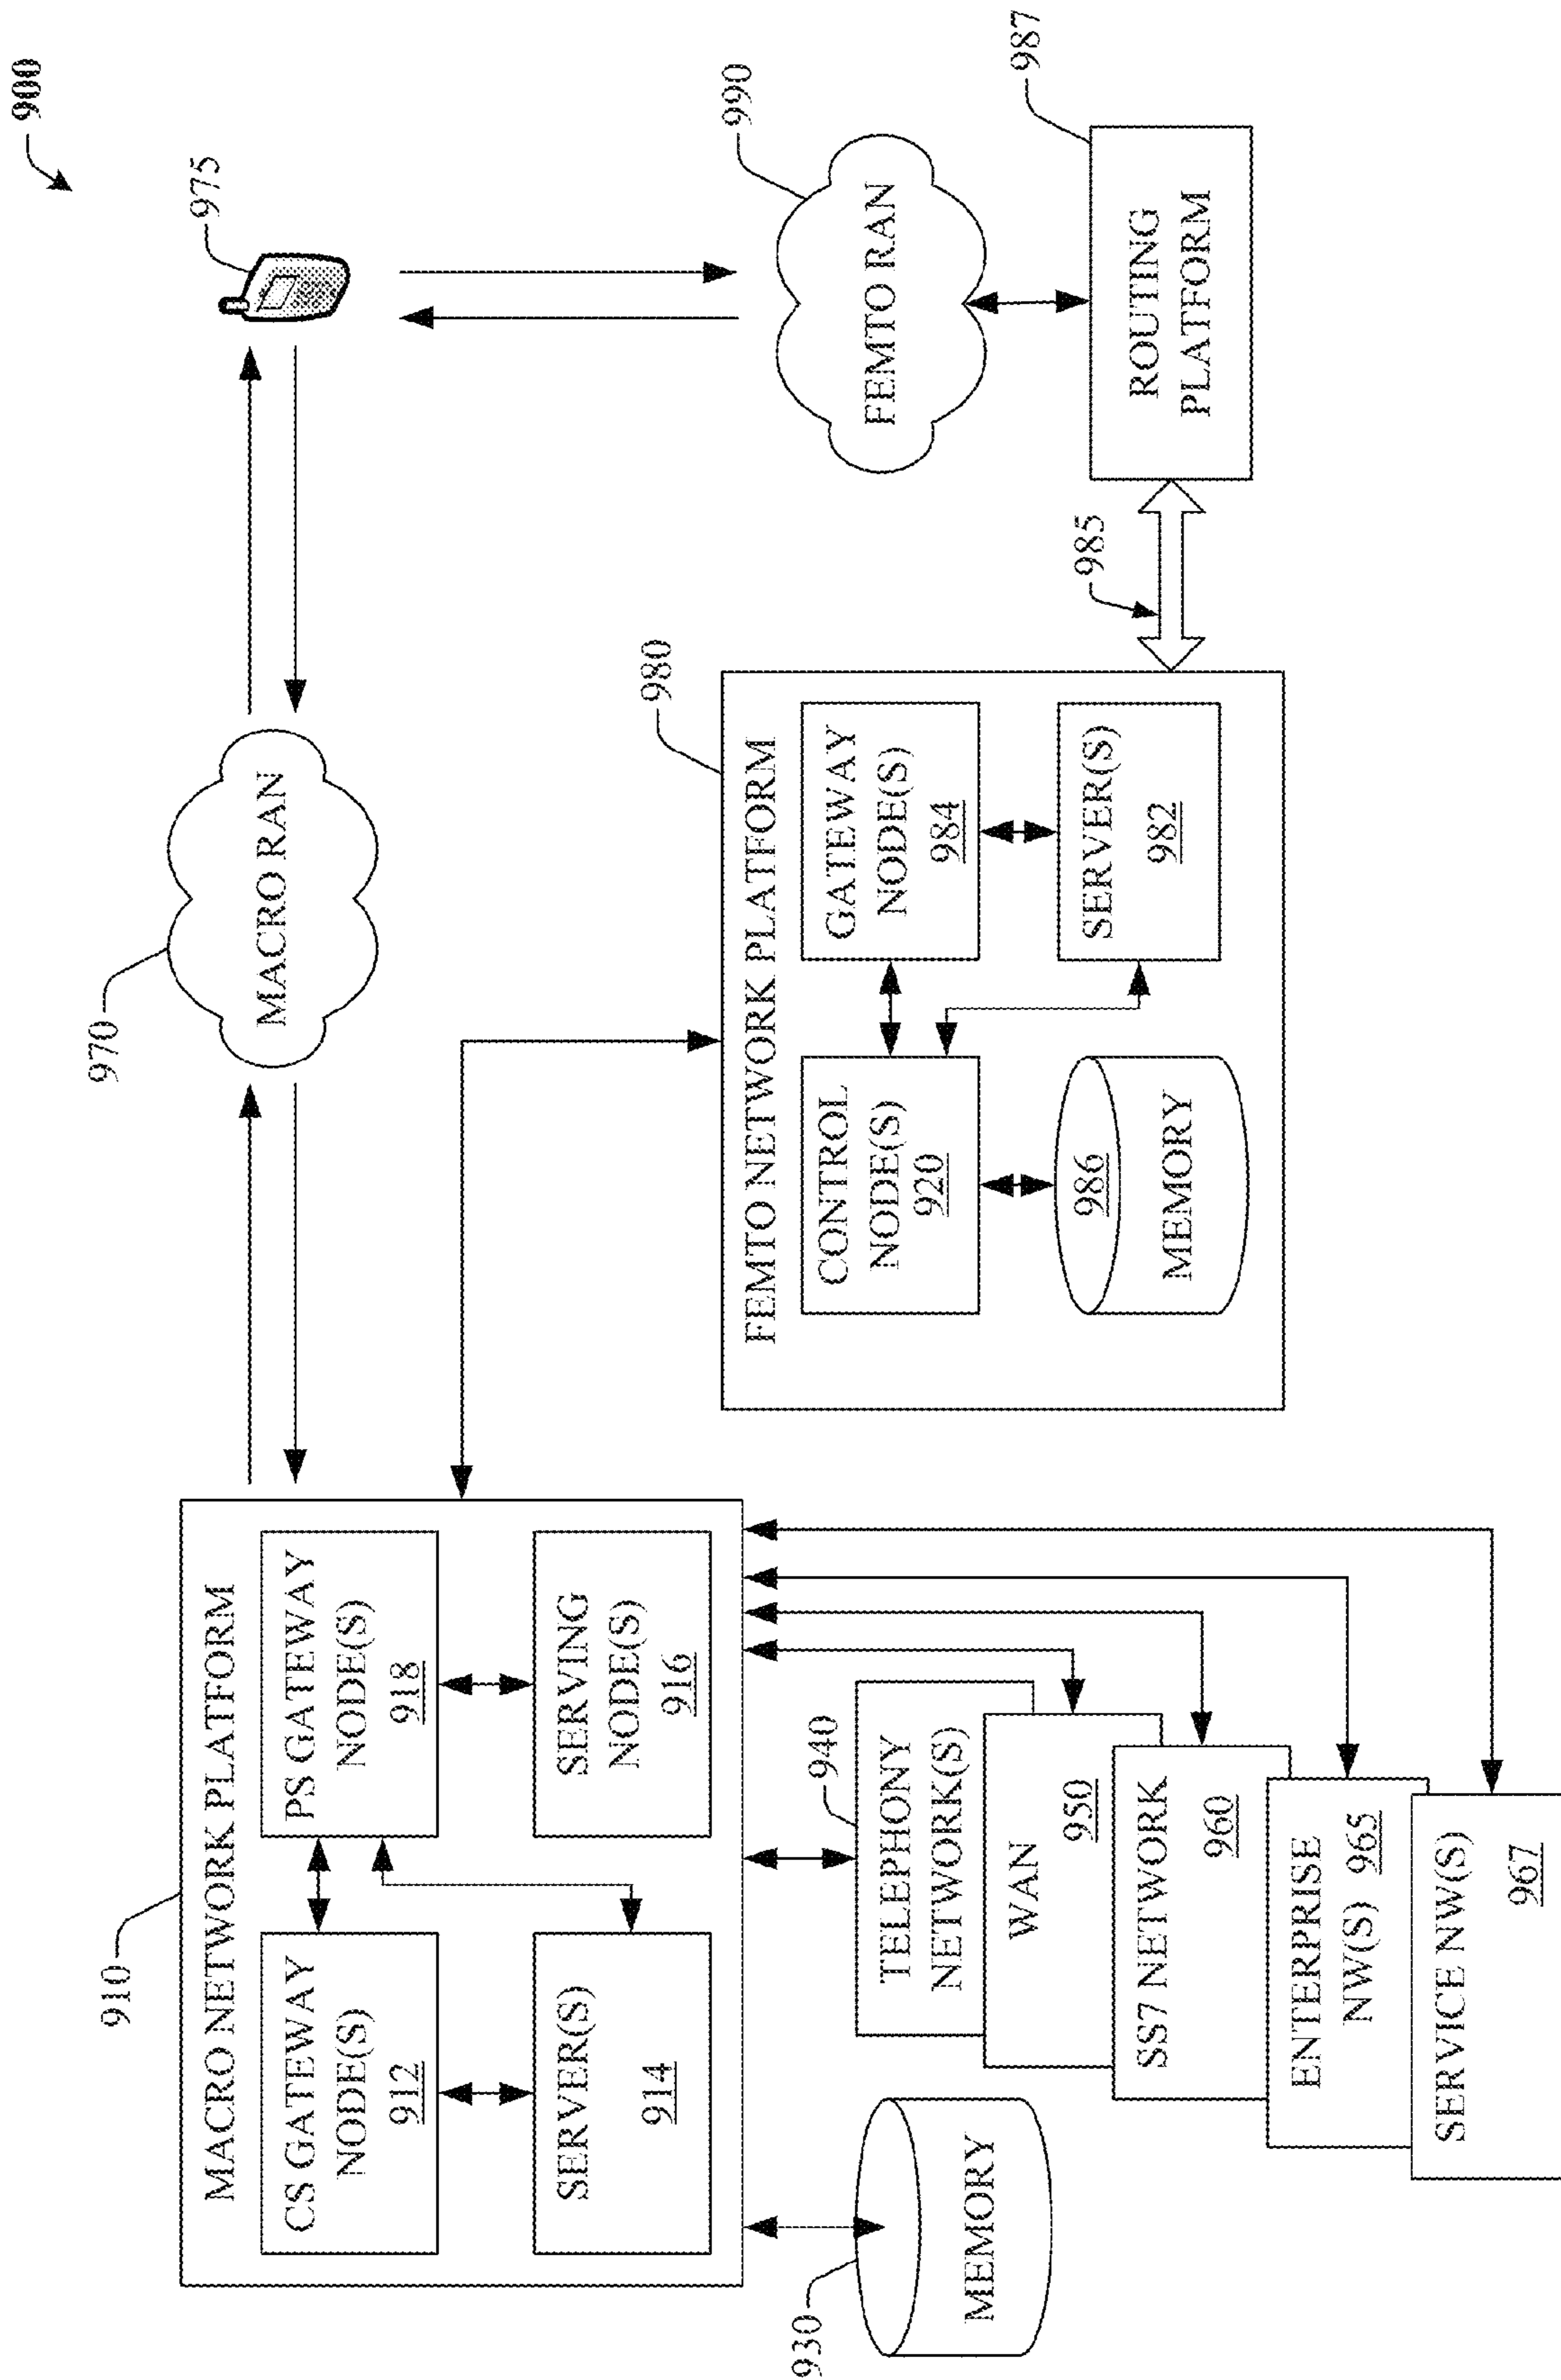 900
975
970
MACRO RAN
990
FEMTO RAN
987
ROUTING
PLATFORM
985
910
MACRO NETWORK PLATFORM
CS GATEWAY
NODE(S)
912
PS GATEWAY
NODE(S)
918
SERVER(S)
914
SERVING
NODE(S)
916
980
FEMTO NETWORK PLATFORM
CONTROL
NODE(S)
920
GATEWAY
NODE(S)
984
986
MEMORY
SERVER(S)
982
930
MEMORY
940
TELEPHONY
NETWORK(S)
WAN
950
SS7 NETWORK
960
ENTERPRISE
NW(S) 965
SERVICE NW(S)
967